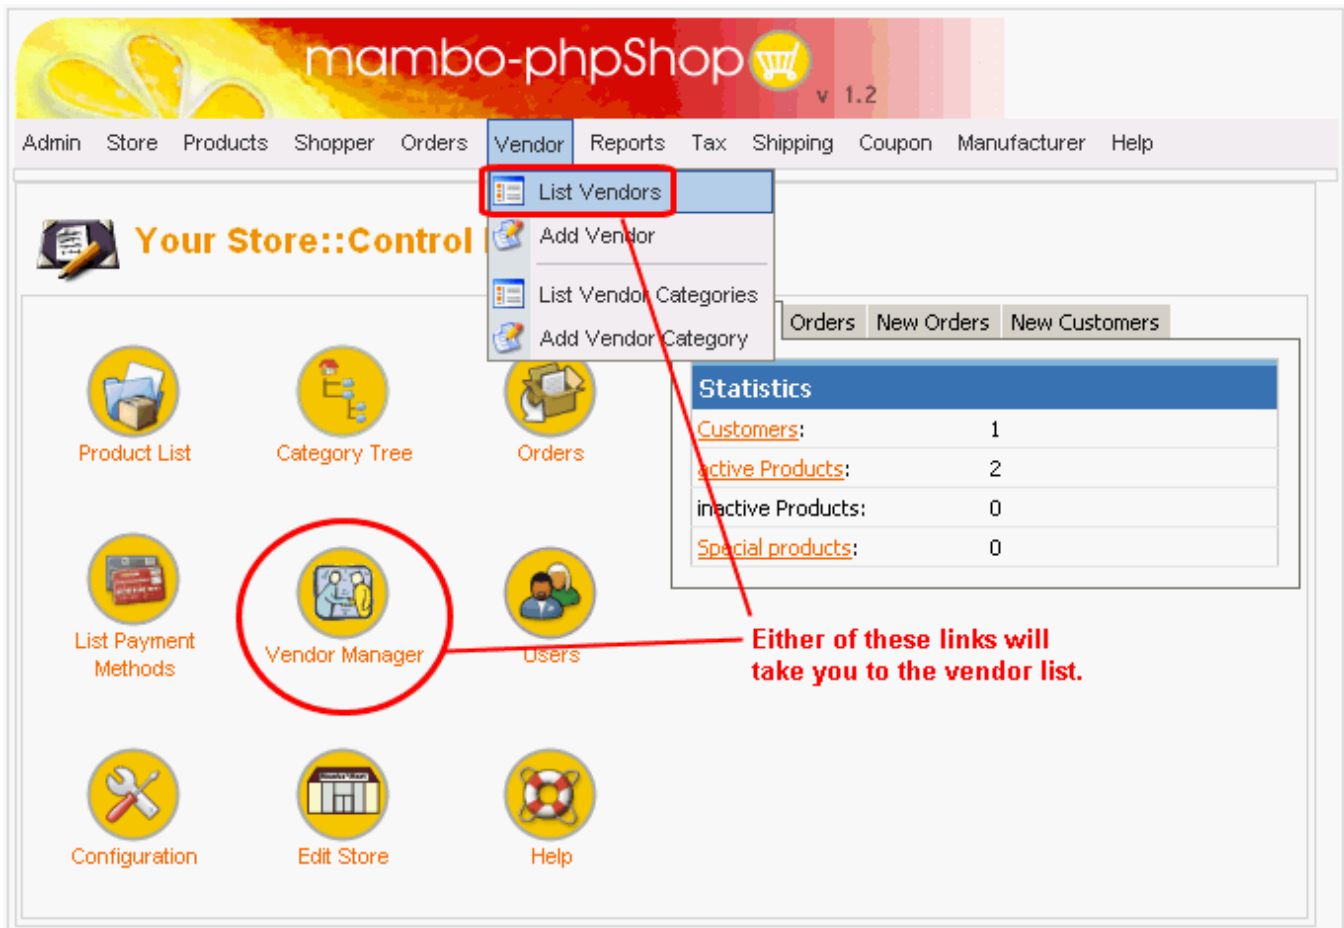 mambo-phpShop
v 1.2
Admin Store Products Shopper Orders Vendor Reports Tax Shipping Coupon Manufacturer Help
List Vendors
Add Vendor
List Vendor Categories
Add Vendor Category
Your Store::Control
Orders New Orders New Customers
Statistics
Customers: 1
active Products: 2
inactive Products: 0
Special products: 0
Product List Category Tree Orders
List Payment
Methods
Vendor Manager
Users
Either of these links will
take you to the vendor list.
Configuration Edit Store Help